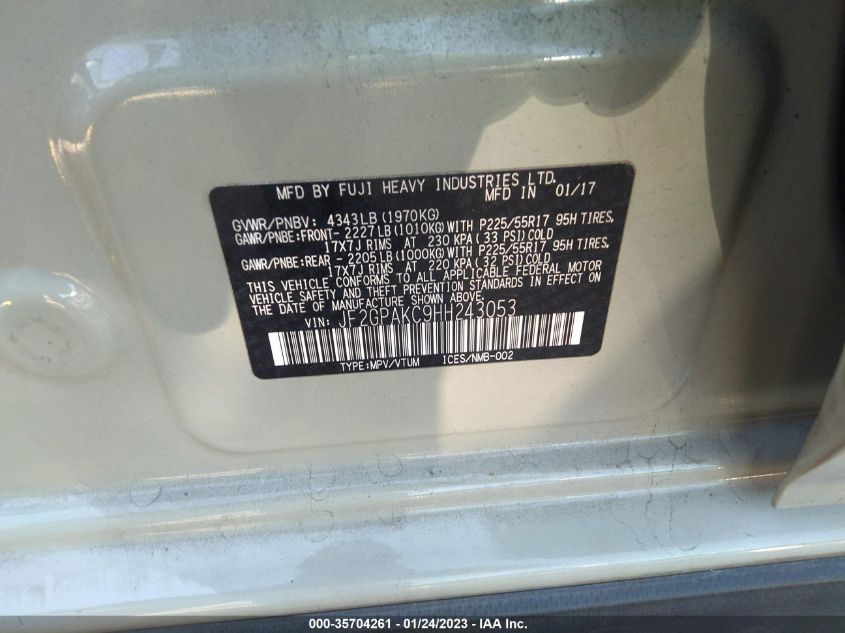 MFD BY FUJI HEAVY INDUSTRIES LTD.
MFD IN 01/17
GVWR/PNBV: 4343LB(1970KG)
GAWR/PNBE:FRONT- 2227LB(1010KG)WITH P225/55R17 95H TIRES,
17X7J RIMS AT 230 KPA(33 PSI)COLD
GAWR/PNBE:REAR - 2205LB(1000KG)WITH P225/55R17 95H TIRES,
17X7J RIMS AT 220 KPA(32 PSI)COLD
THIS VEHICLE CONFORMS TO ALL APPLICABLE FEDERAL MOTOR
VEHICLE SAFETY AND THEFT PREVENTION STANDARDS IN EFFECT ON
THE DATE OF MANUFACTURE SHOWN ABOVE.
VIN: JF2GPAKC9HH243053
TYPE:MPV/VTUM ICES/NMB-002
000-35704261 - 01/24/2023 - IAA Inc.